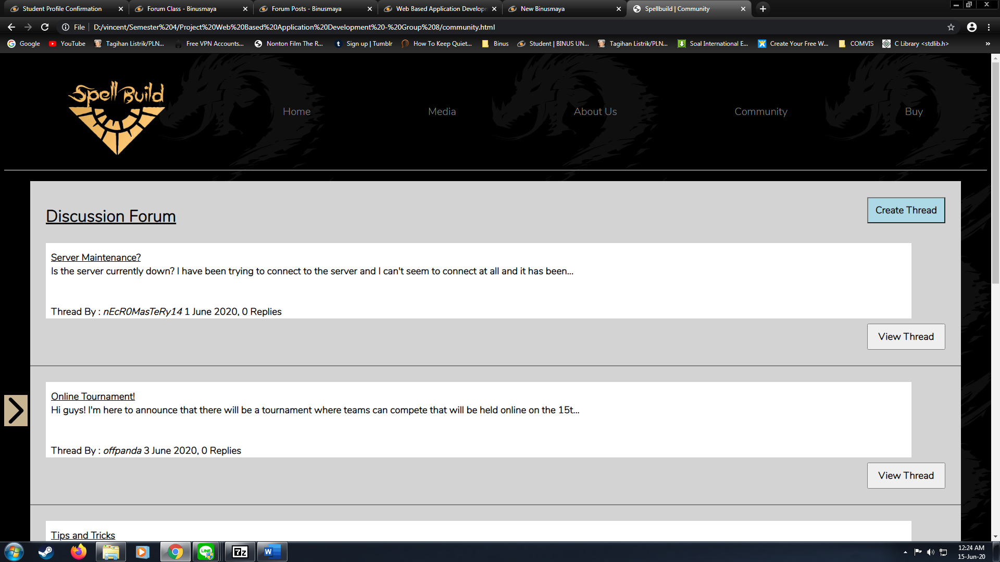 Student Profile Confirmation
Forum Class - Binusmaya
Forum Posts - Binusmaya
Web Based Application Develop
New Binusmaya
Spellbuild | Community
File
D:/vincent/Semester%204/Project%20Web%20Based%20Application%20Development%20-%20Group%208/community.html
Google
YouTube
Tagihan Listrik/PLN...
Free VPN Accounts...
Nonton Film The R...
Sign up | Tumblr
How To Keep Quiet...
Binus
Student | BINUS UN...
Tagihan Listrik/PLN...
Soal International E...
Create Your Free W...
COMVIS
C Library <stdlib.h>
»
Spell Build
Home
Media
About Us
Community
Buy
Discussion Forum
Create Thread
Server Maintenance?
Is the server currently down? I have been trying to connect to the server and I can't seem to connect at all and it has been...
Thread By : nEcR0MasTeRy14 1 June 2020, 0 Replies
View Thread
Online Tournament!
Hi guys! I'm here to announce that there will be a tournament where teams can compete that will be held online on the 15t...
Thread By : offpanda 3 June 2020, 0 Replies
View Thread
Tips and Tricks
LINE
7z
W
12:24 AM
15-Jun-20